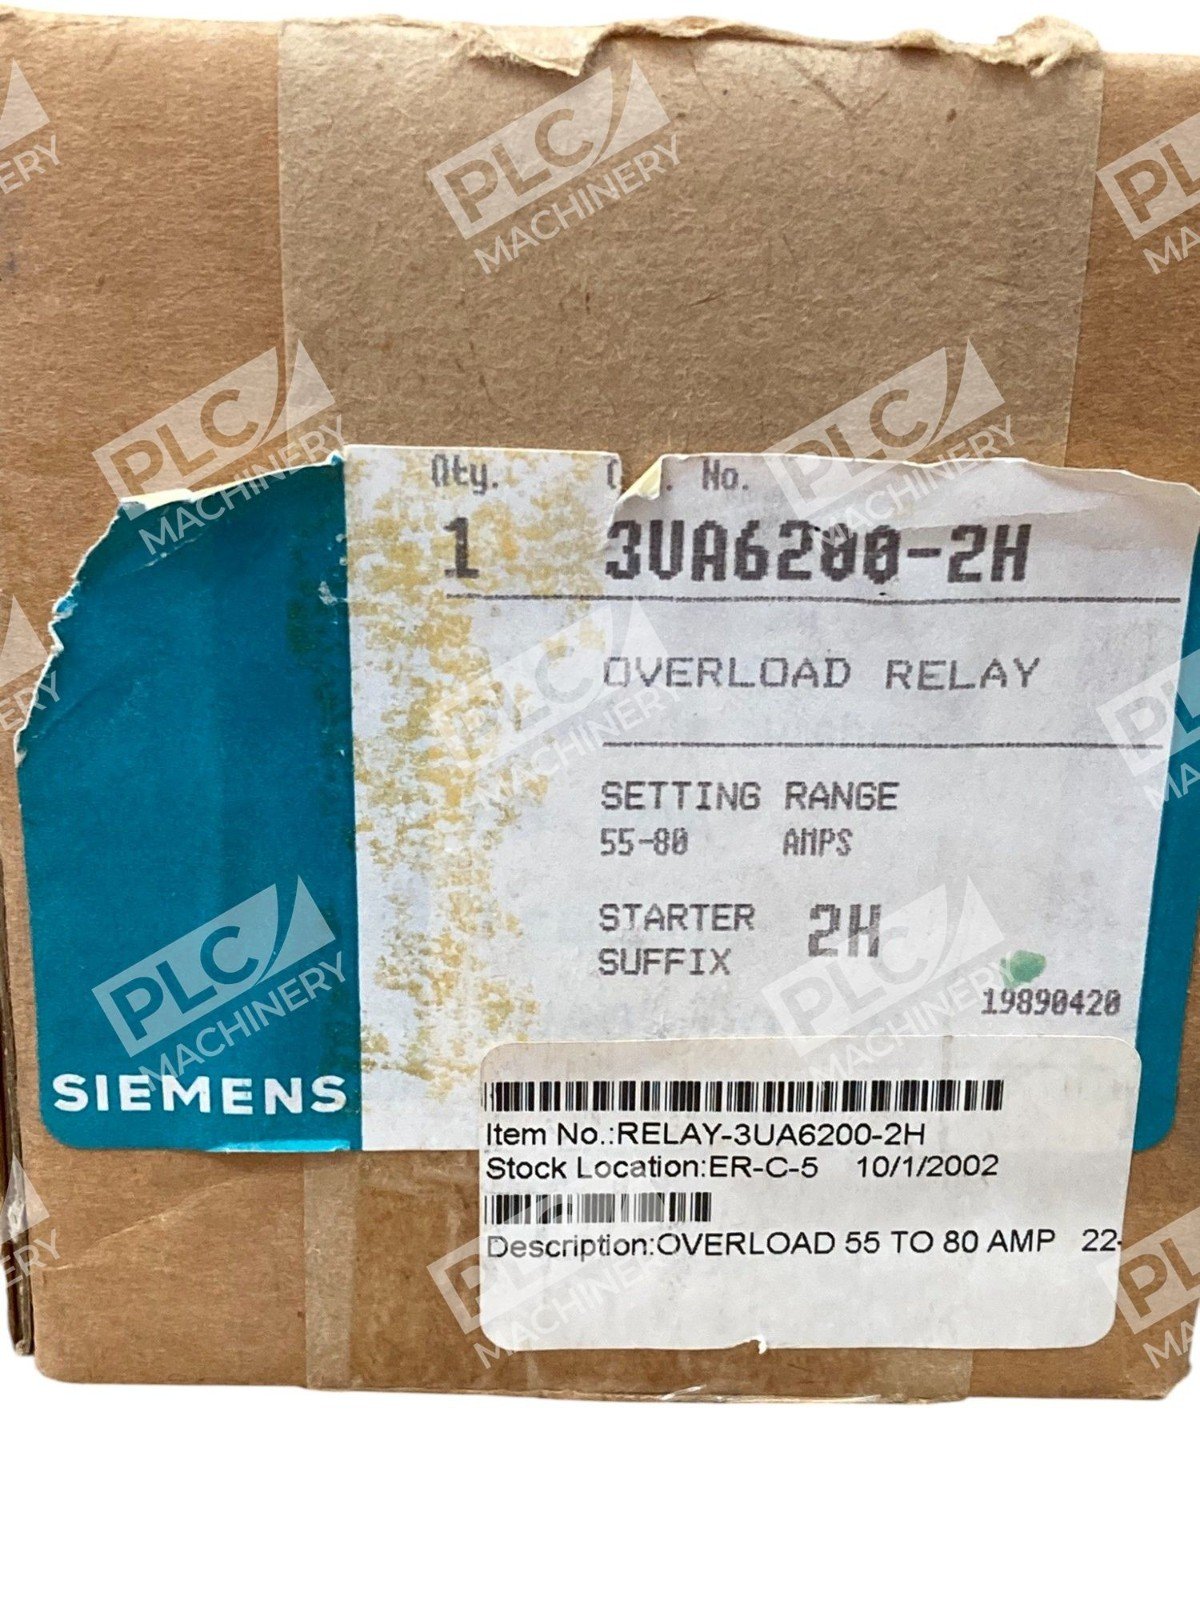 Qty. No.
1 3UA6200-2H
OVERLOAD RELAY
SETTING RANGE
55-80 AMPS
STARTER 2H
SUFFIX
19890420
SIEMENS
Item No.:RELAY-3UA6200-2H
Stock Location:ER-C-5 10/1/2002
Description:OVERLOAD 55 TO 80 AMP 22-
PLC
MACHINERY